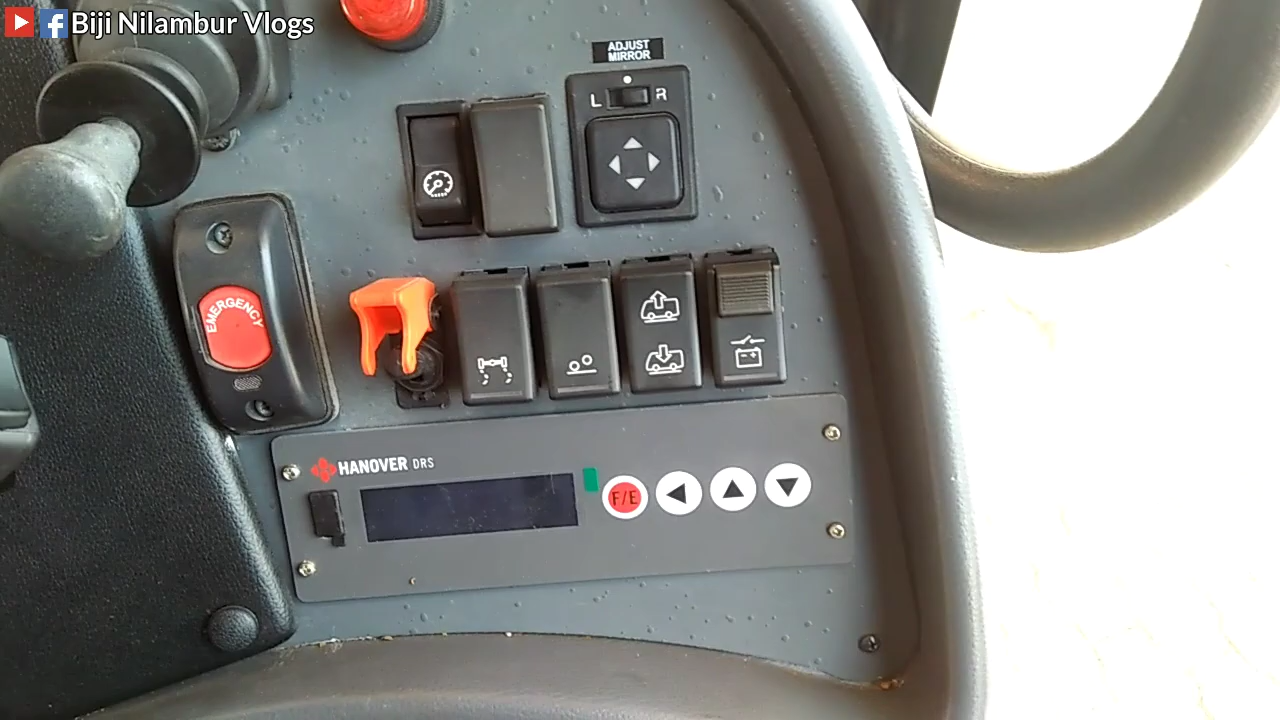 Biji Nilambur Vlogs
ADJUST
MIRROR
L R
EMERGENCY
HANOVER DRS
F/E